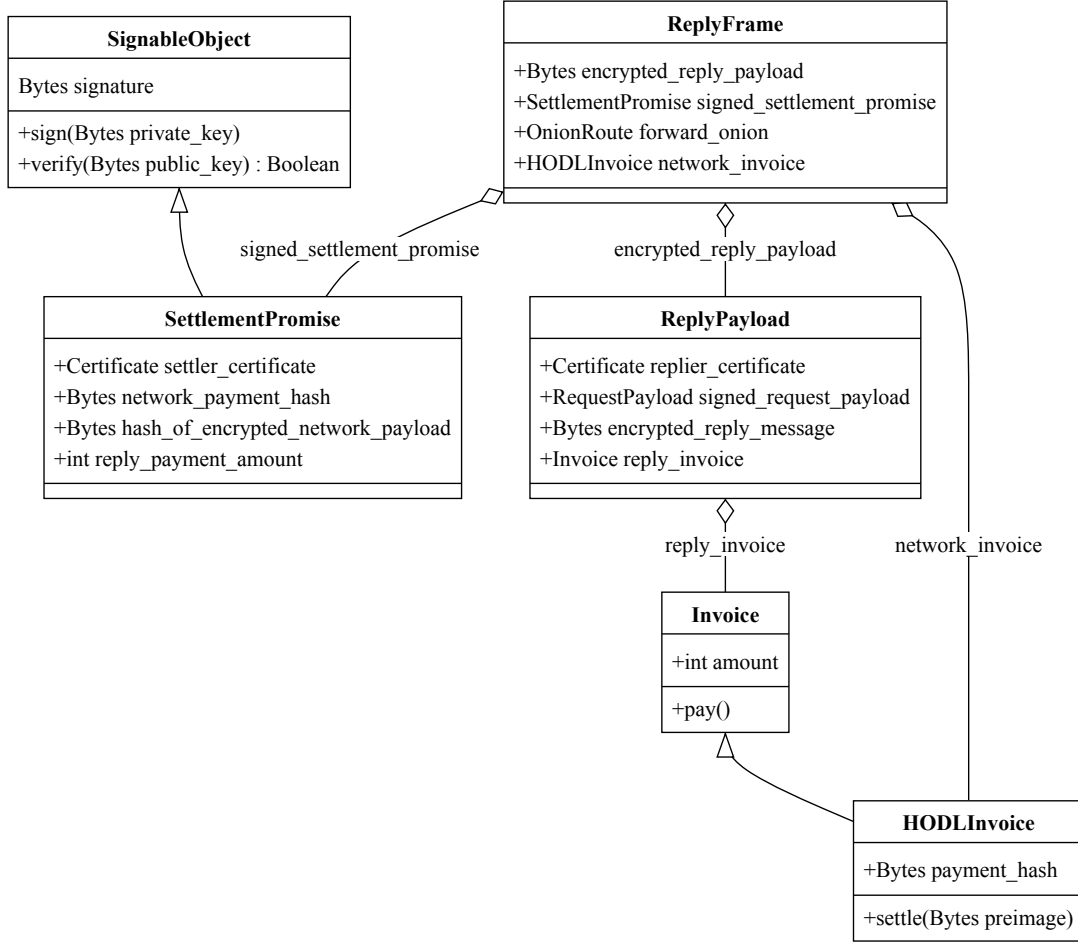 SignableObject
Bytes signature
+sign(Bytes private_key)
+verify(Bytes public_key) : Boolean
ReplyFrame
+Bytes encrypted_reply_payload
+SettlementPromise signed_settlement_promise
+OnionRoute forward_onion
+HODLInvoice network_invoice
signed_settlement_promise
encrypted_reply_payload
SettlementPromise
+Certificate settler_certificate
+Bytes network_payment_hash
+Bytes hash_of_encrypted_network_payload
+int reply_payment_amount
ReplyPayload
+Certificate replier_certificate
+RequestPayload signed_request_payload
+Bytes encrypted_reply_message
+Invoice reply_invoice
reply_invoice
network_invoice
Invoice
+int amount
+pay()
HODLInvoice
+Bytes payment_hash
+settle(Bytes preimage)